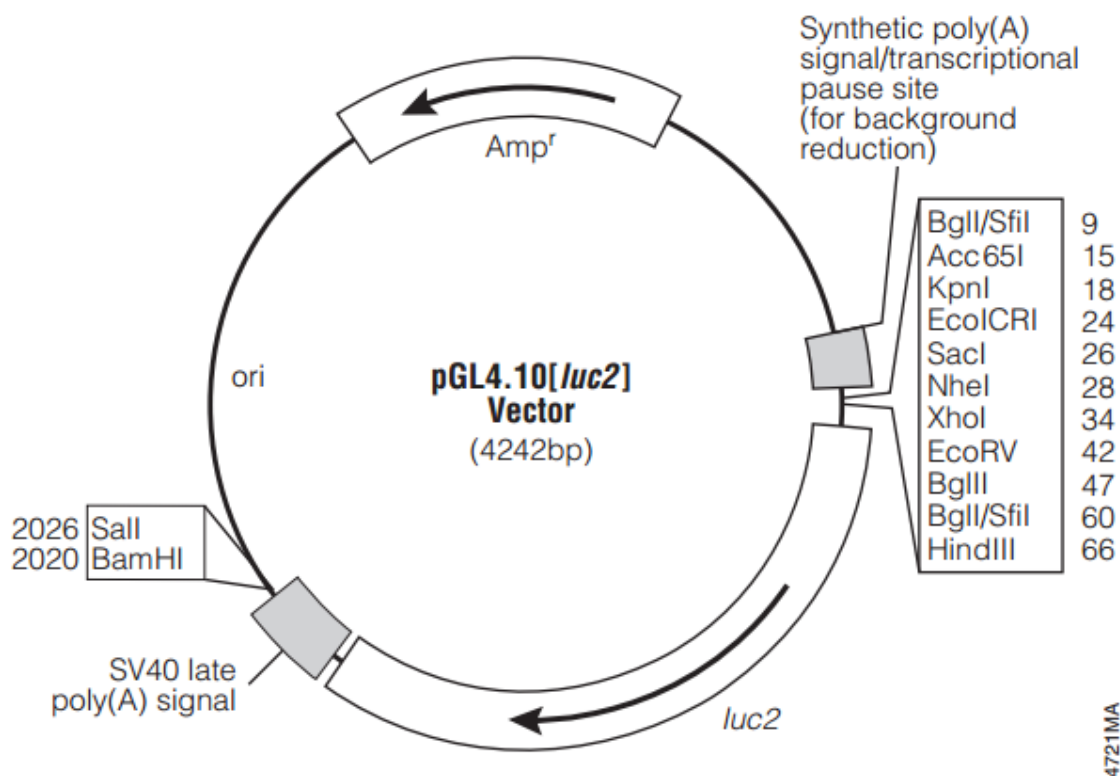 Synthetic poly(A)
signal/transcriptional
pause site
(for background
reduction)
Ampʳ
BglI/SfiI 9
Acc65I 15
KpnI 18
EcoICRI 24
SacI 26
NheI 28
XhoI 34
EcoRV 42
BglII 47
BglI/SfiI 60
HindIII 66
ori
pGL4.10[luc2]
Vector
(4242bp)
2026 SalI
2020 BamHI
SV40 late
poly(A) signal
luc2
4721MA